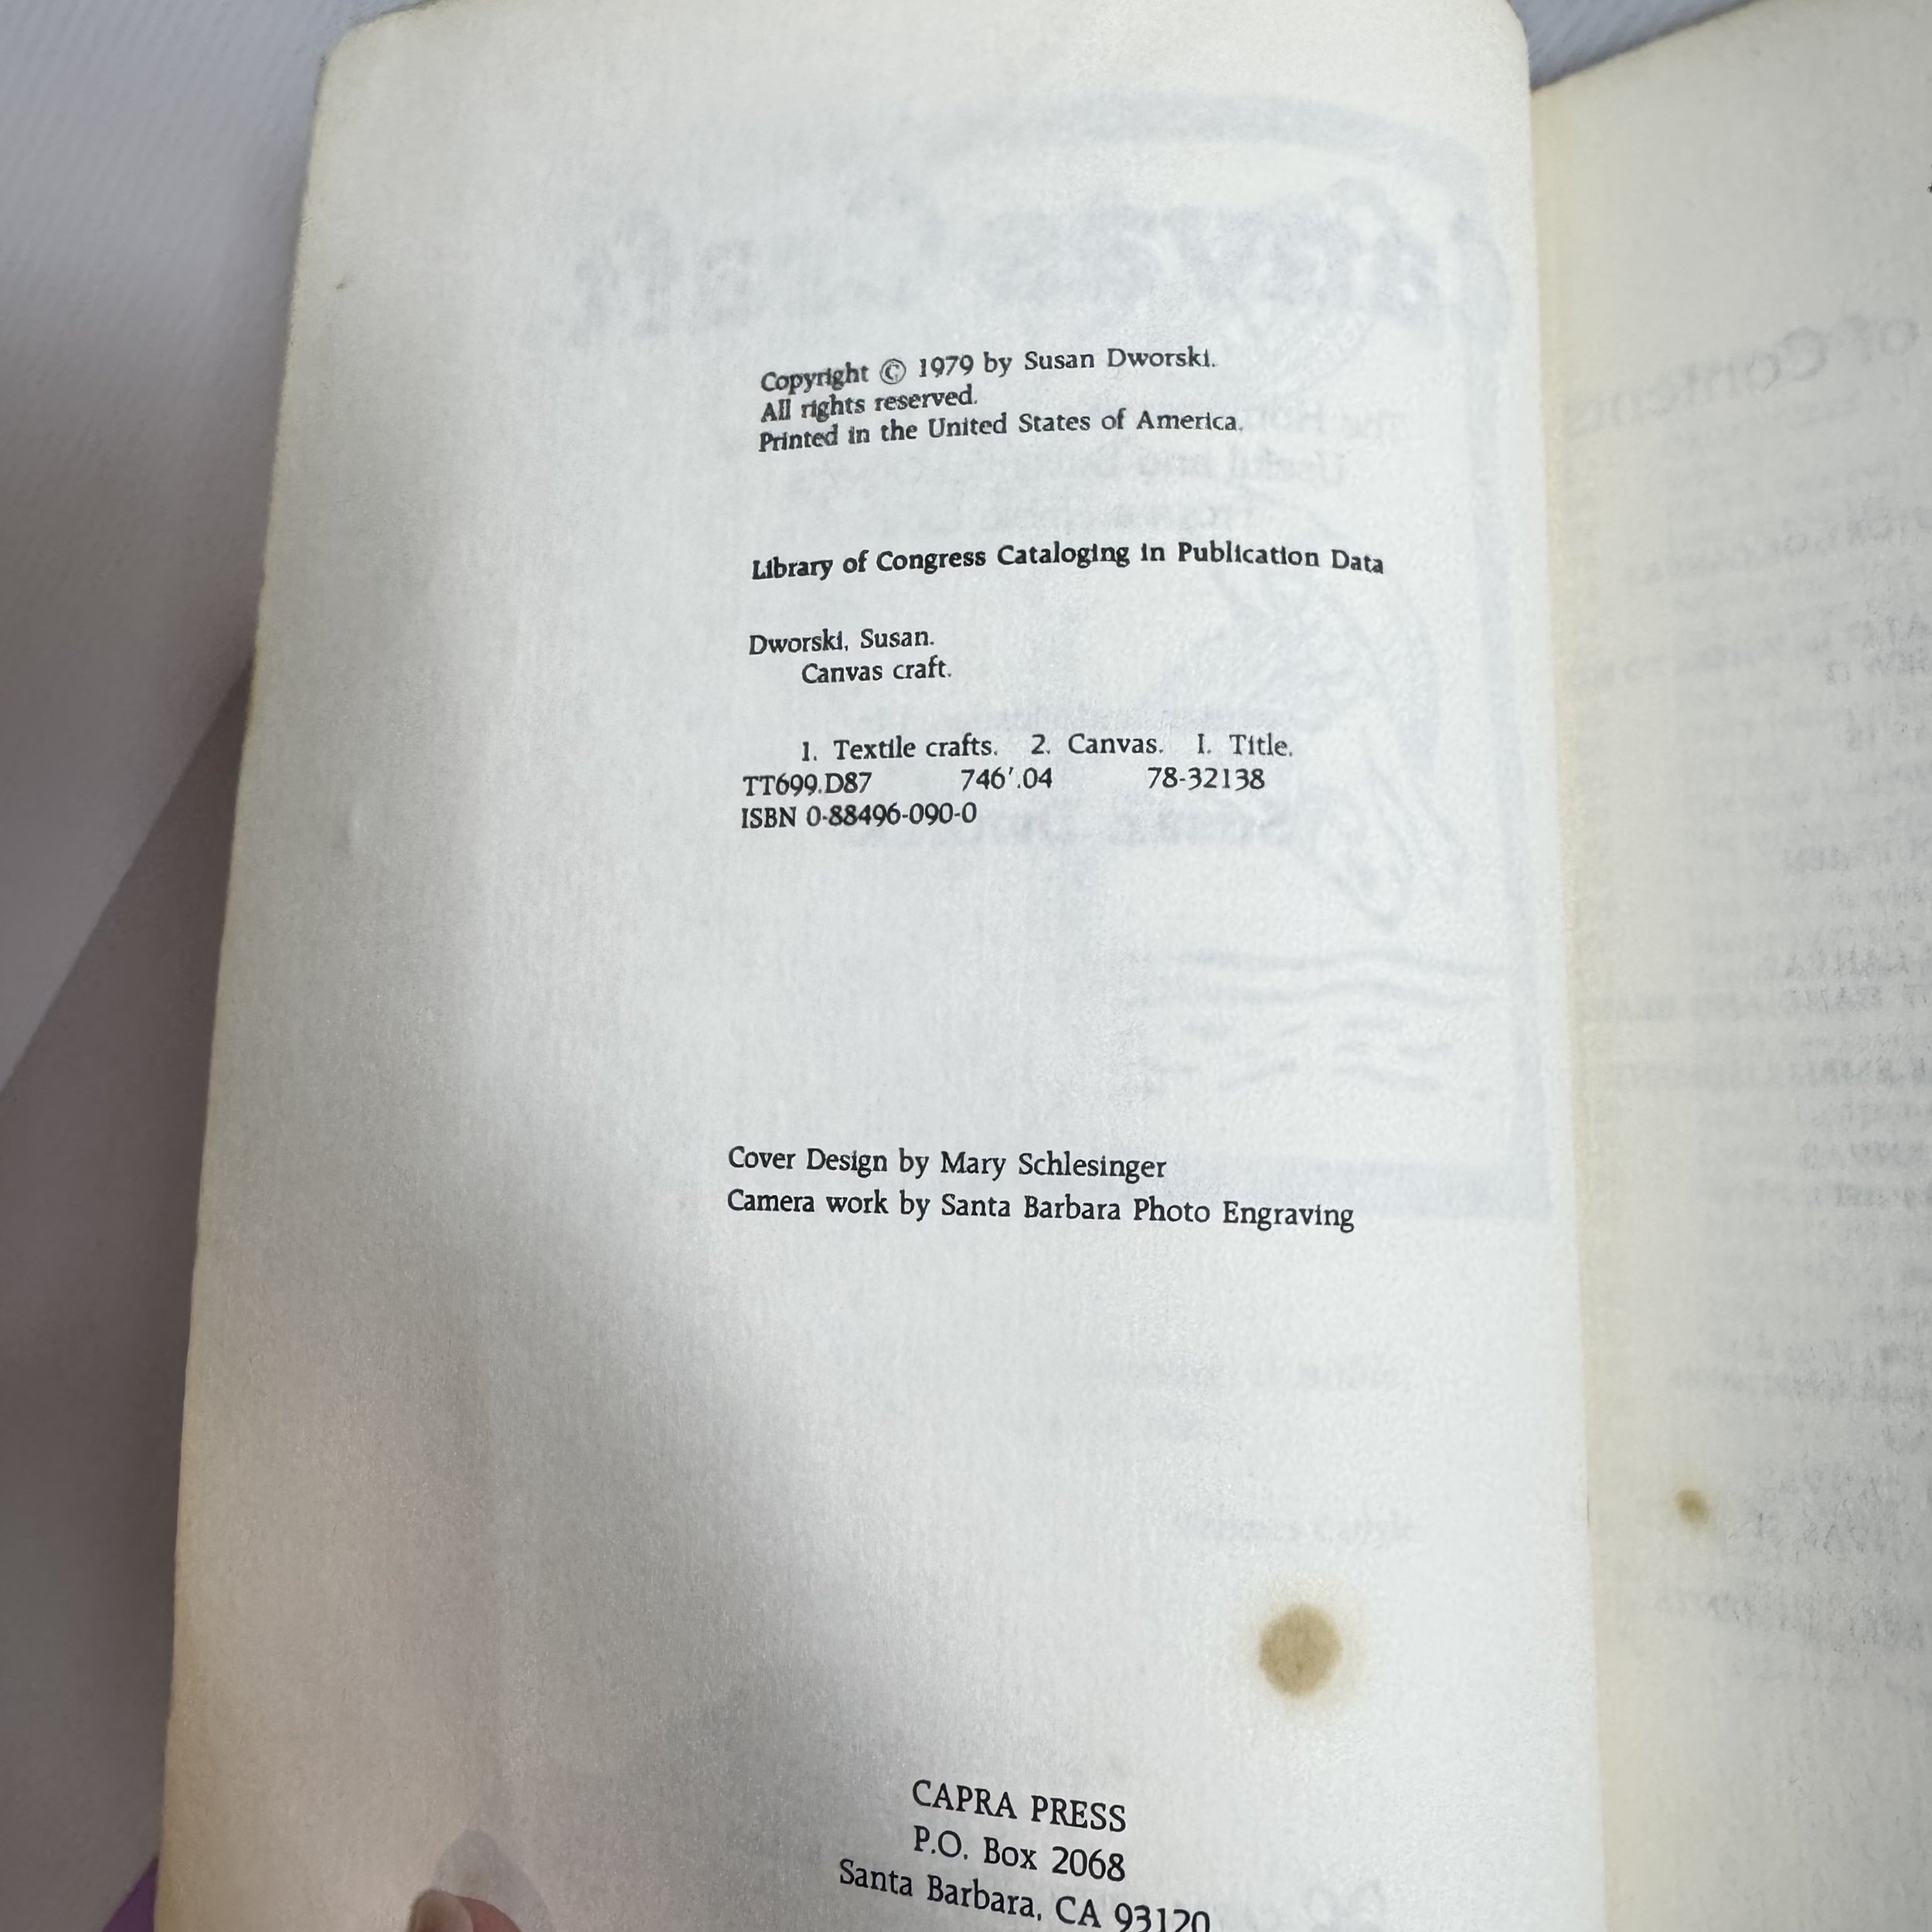 Copyright © 1979 by Susan Dworski.
All rights reserved.
Printed in the United States of America.
Library of Congress Cataloging in Publication Data
Dworski, Susan.
Canvas craft.
1. Textile crafts. 2. Canvas. I. Title.
TT699.D87 746′.04 78-32138
ISBN 0-88496-090-0
Cover Design by Mary Schlesinger
Camera work by Santa Barbara Photo Engraving
CAPRA PRESS
P.O. Box 2068
Santa Barbara, CA 93120